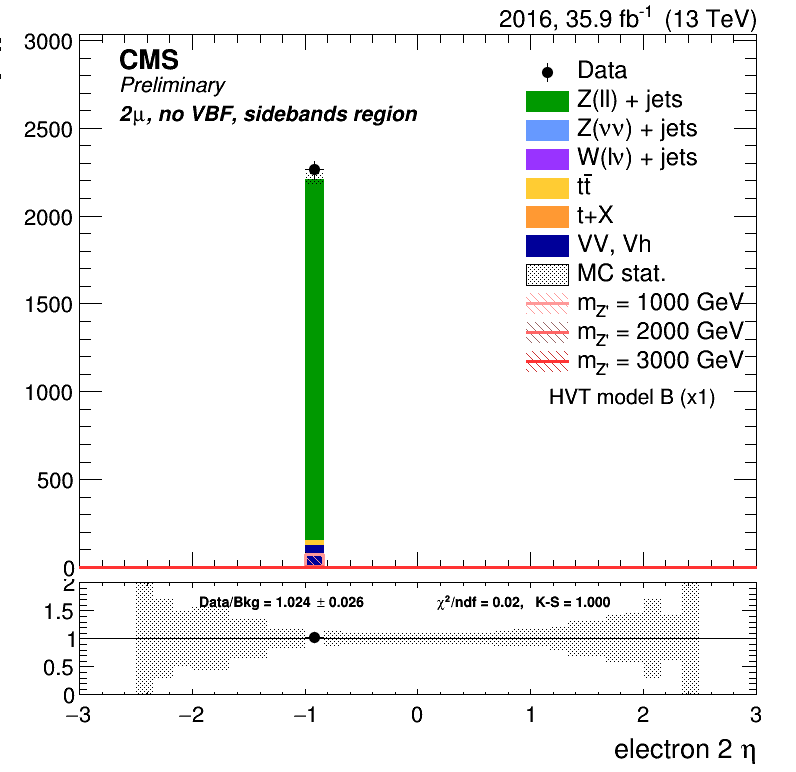 2016, 35.9 fb⁻¹ (13 TeV)
CMS
Preliminary
2μ, no VBF, sidebands region
Data
Z(ll) + jets
Z(νν) + jets
W(lν) + jets
tt̄
t+X
VV, Vh
MC stat.
m_Z' = 1000 GeV
m_Z' = 2000 GeV
m_Z' = 3000 GeV
HVT model B (x1)
3000
2500
2000
1500
1000
500
0
Data/Bkg = 1.024 ± 0.026 χ²/ndf = 0.02, K-S = 1.000
2
1.5
1
0.5
0
−3 −2 −1 0 1 2 3
electron 2 η